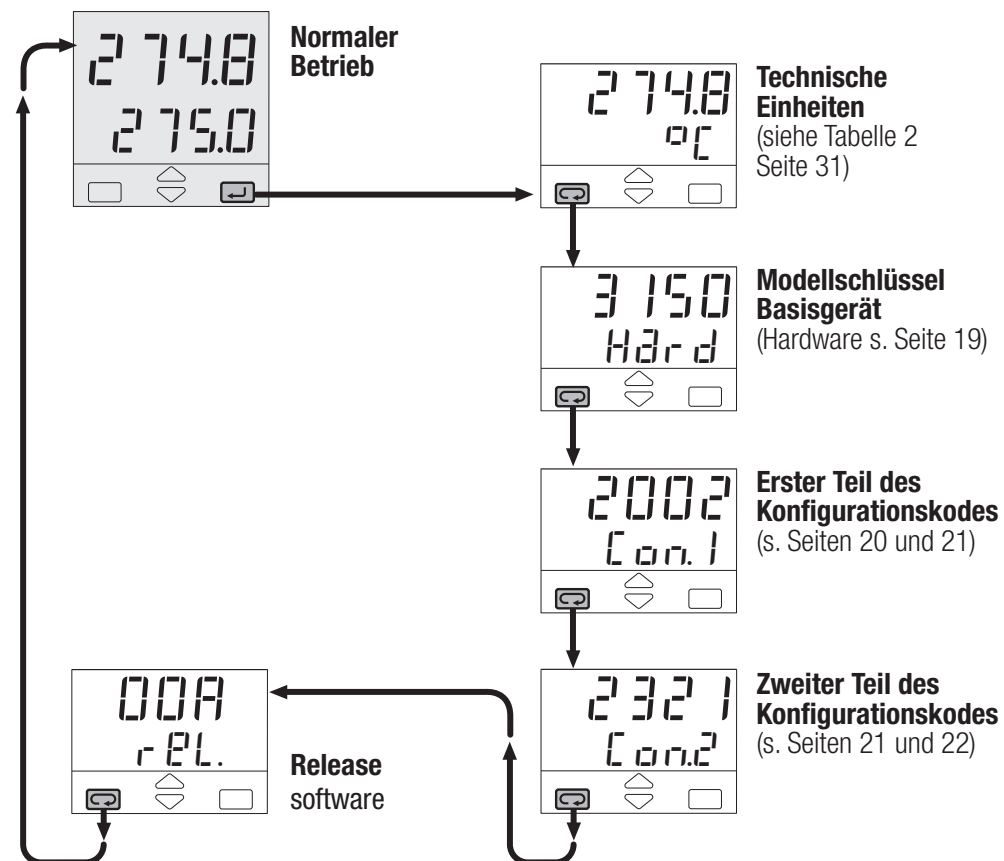 274.8
275.0
Normaler
Betrieb
274.8
°C
Technische
Einheiten
(siehe Tabelle 2
Seite 31)
3150
Hard
Modellschlüssel
Basisgerät
(Hardware s. Seite 19)
2002
Con.1
Erster Teil des
Konfigurationskodes
(s. Seiten 20 und 21)
2321
Con.2
Zweiter Teil des
Konfigurationskodes
(s. Seiten 21 und 22)
00A
rEL.
Release
software